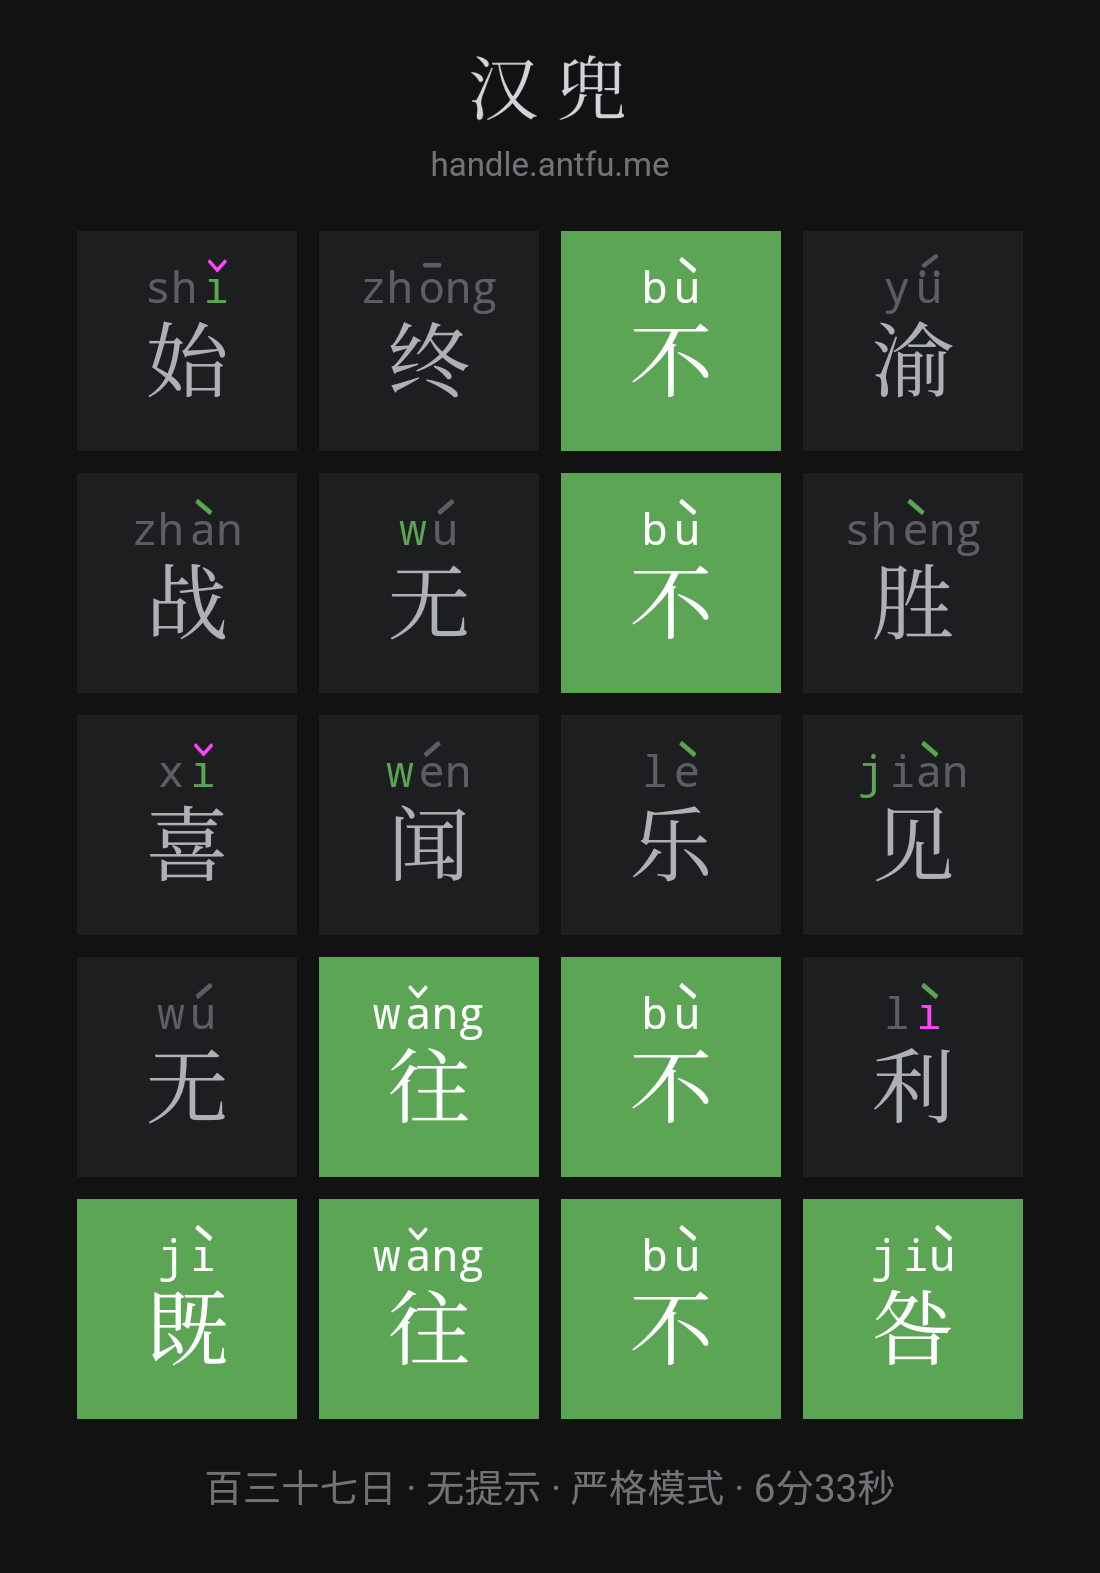 汉兜
handle.antfu.me
shǐ zhōng bù yǘ
始 终 不 渝
zhàn wú bù shèng
战 无 不 胜
xǐ wén lè jiàn
喜 闻 乐 见
wú wǎng bù lì
无 往 不 利
jì wǎng bù jiù
既 往 不 咎
百三十七日 · 无提示 · 严格模式 · 6分33秒